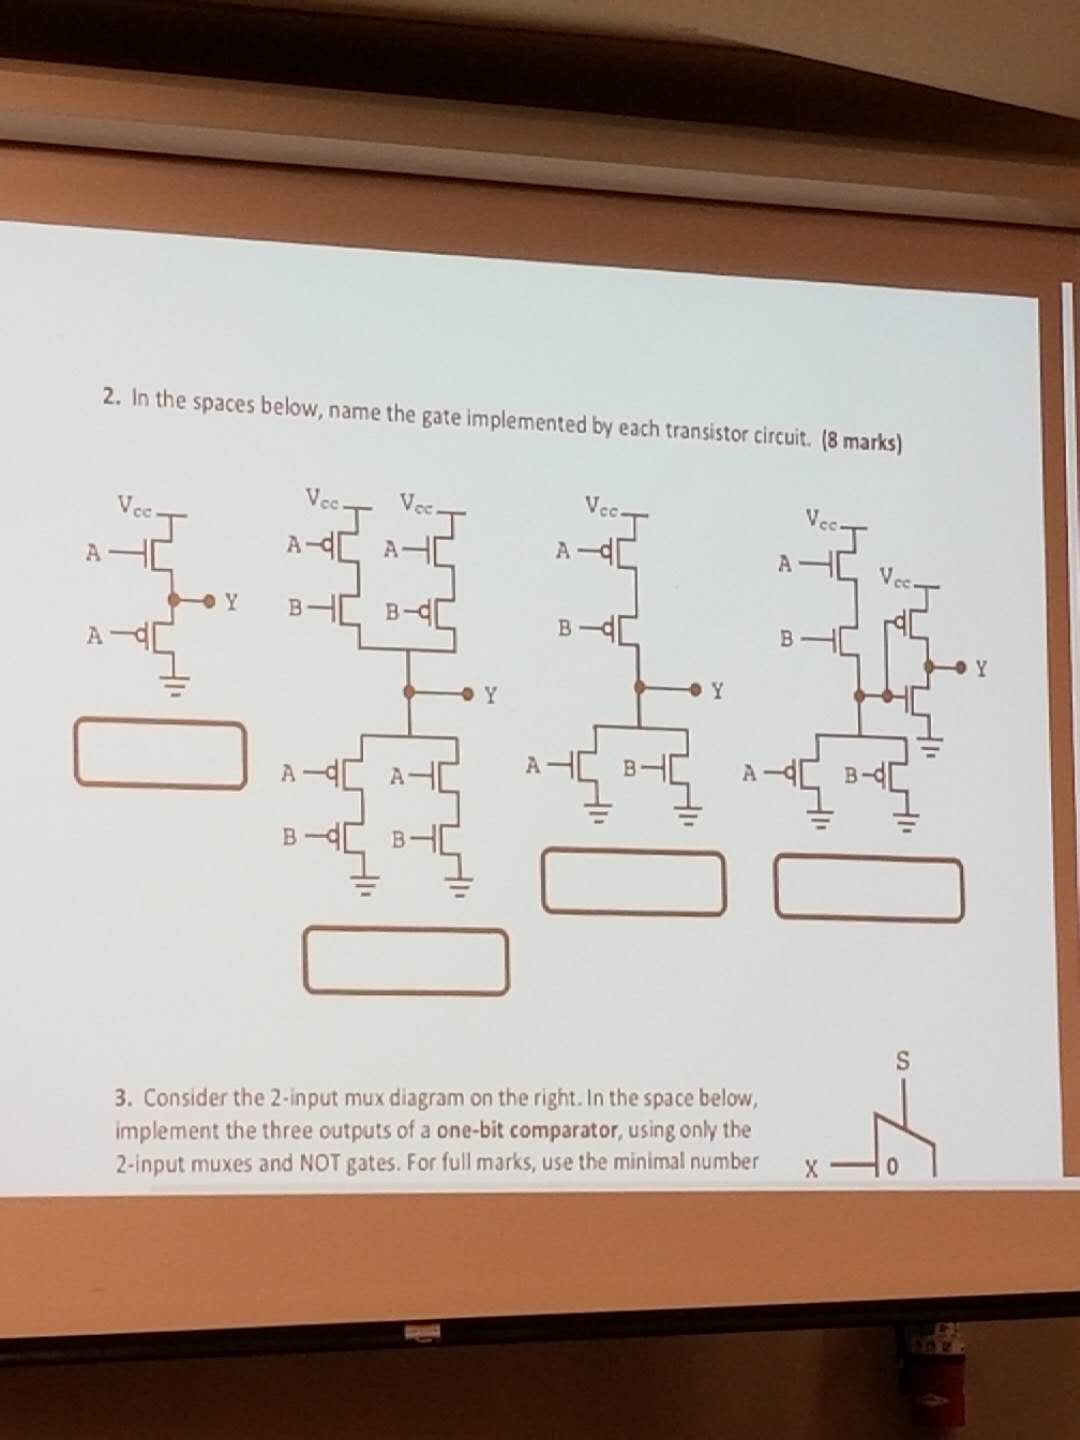 2. In the spaces below, name the gate implemented by each transistor circuit. (8 marks)
Vcc
A
Y
A
Vcc Vcc
A A
B B
Y
A A
B B
Vcc
A
B
Y
A B
Vcc
A
Vcc
B
Y
A B
S
3. Consider the 2-input mux diagram on the right. In the space below,
implement the three outputs of a one-bit comparator, using only the
2-input muxes and NOT gates. For full marks, use the minimal number
X 0